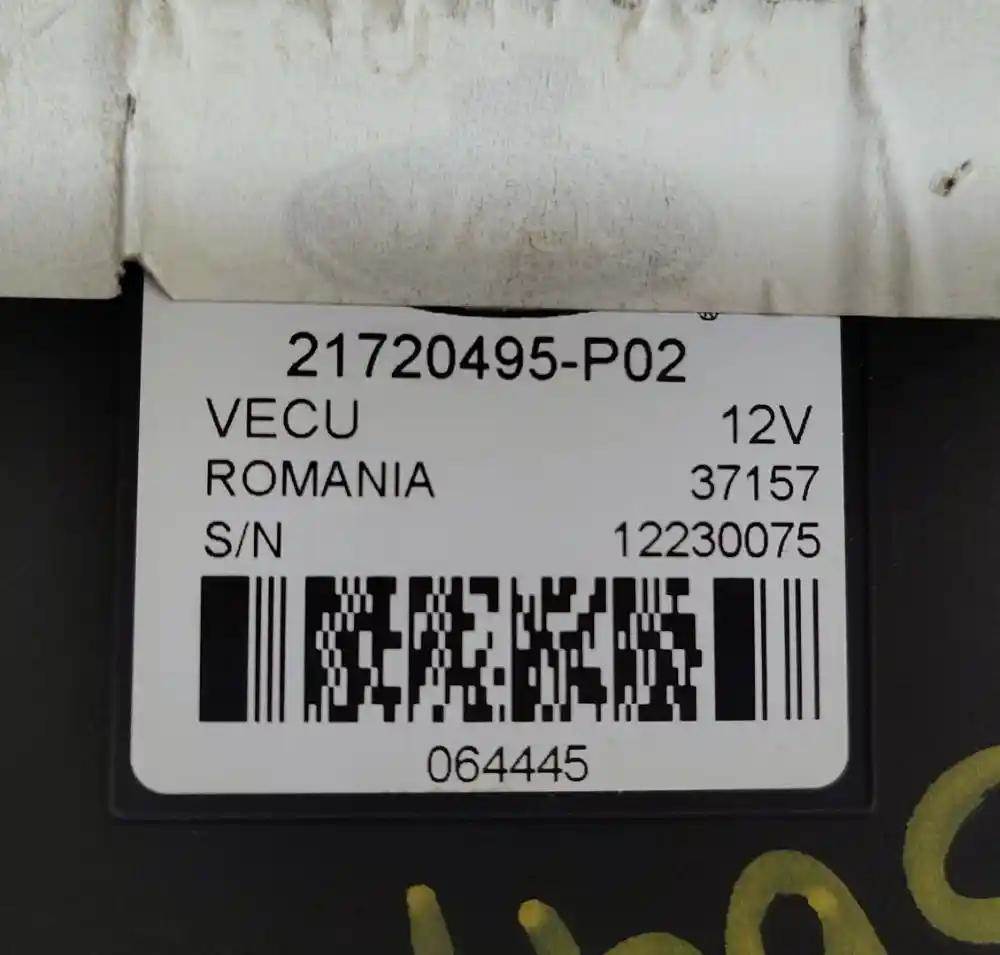 21720495-P02
VECU 12V
ROMANIA 37157
S/N 12230075
064445